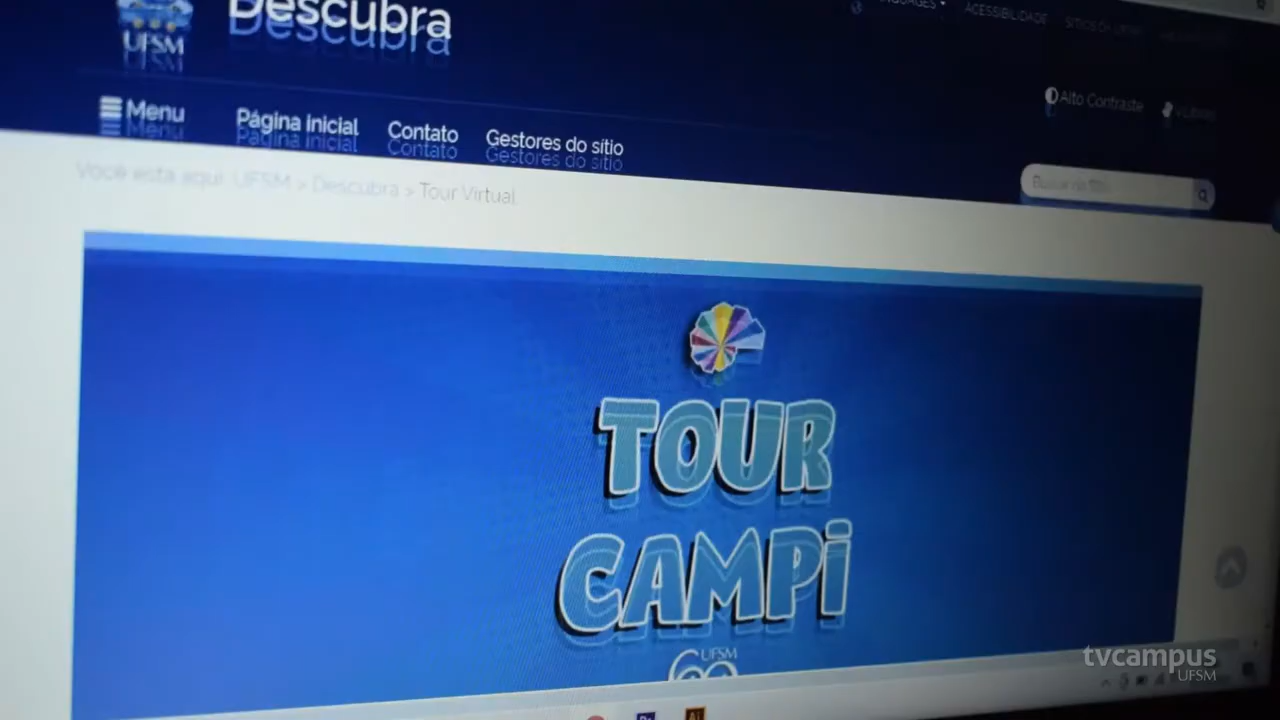 UFSM
Descubra
ACESSIBILIDADE
Menu
Página inicial
Contato
Gestores do sítio
Alto Contraste
Você está aqui: UFSM > Descubra > Tour Virtual
TOUR
CAMPi
UFSM
60
tvcampus
UFSM